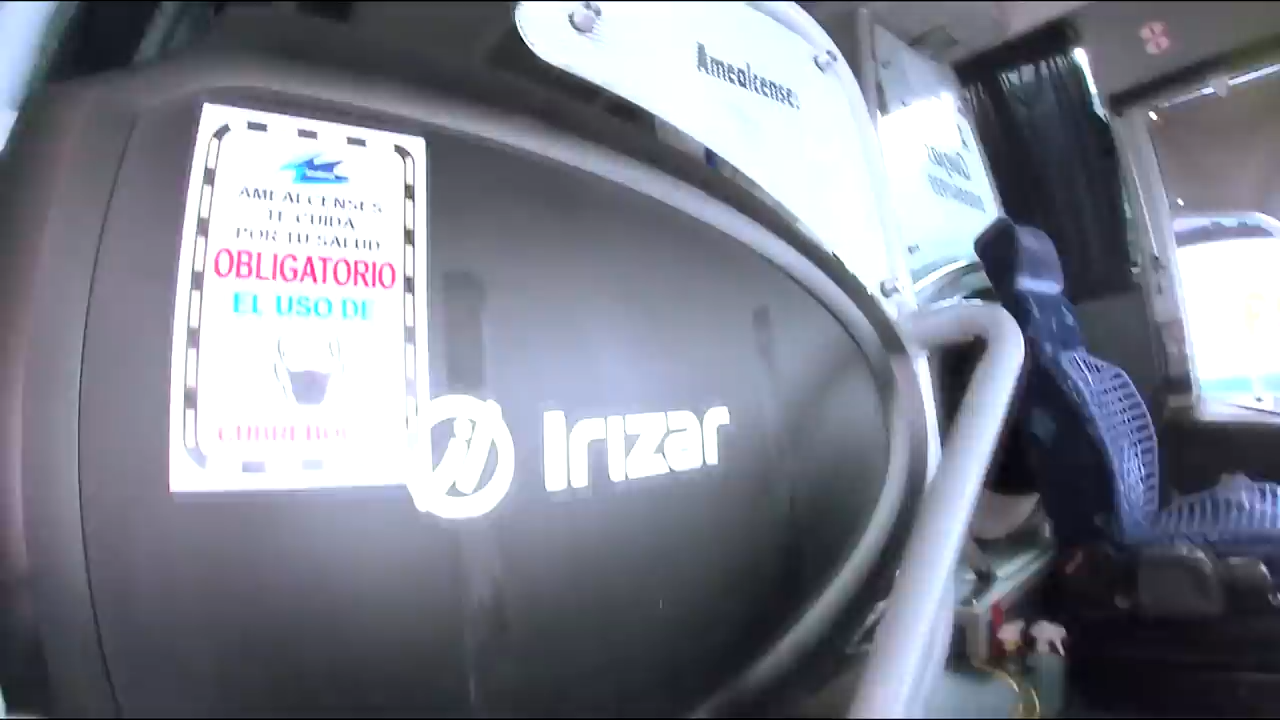 AMEALCENSES
TE CUIDA
POR TU SALUD
OBLIGATORIO
EL USO DE
Irizar
Amealcense